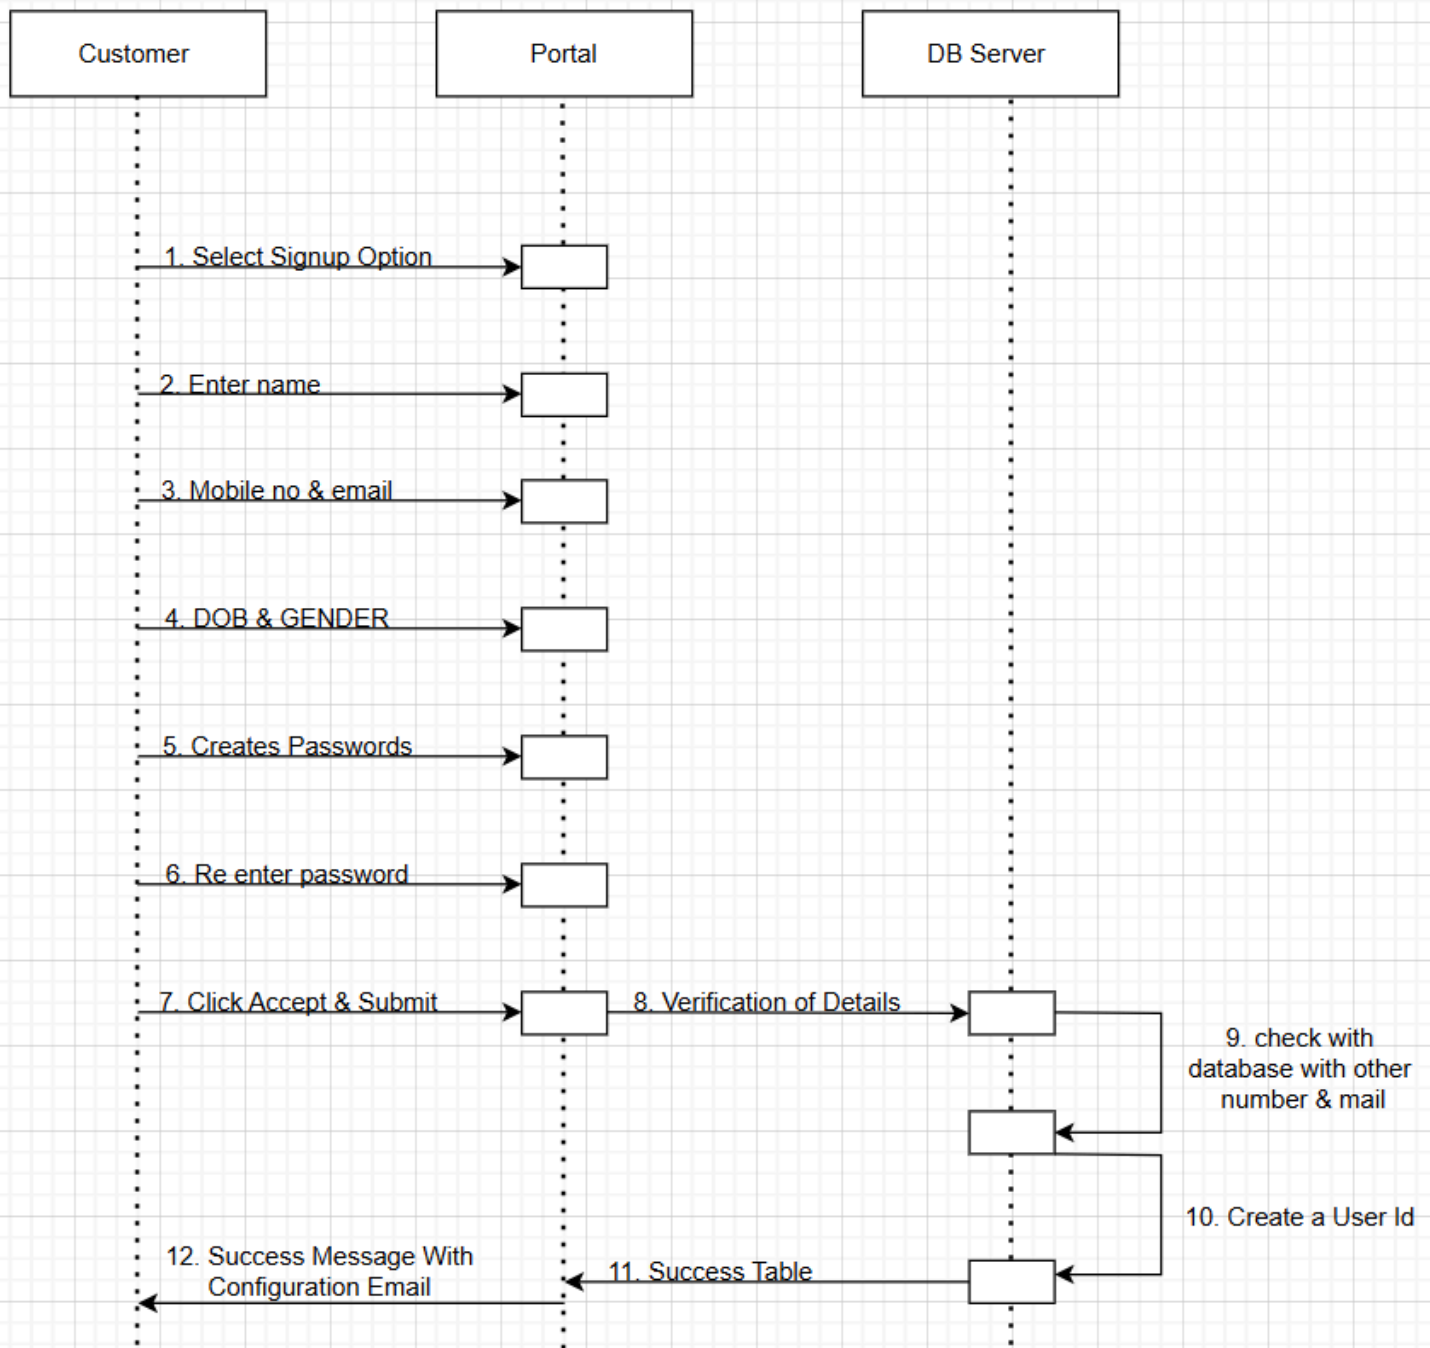 Customer
Portal
DB Server
1. Select Signup Option
2. Enter name
3. Mobile no & email
4. DOB & GENDER
5. Creates Passwords
6. Re enter password
7. Click Accept & Submit
8. Verification of Details
9. check with
database with other
number & mail
10. Create a User Id
11. Success Table
12. Success Message With
Configuration Email